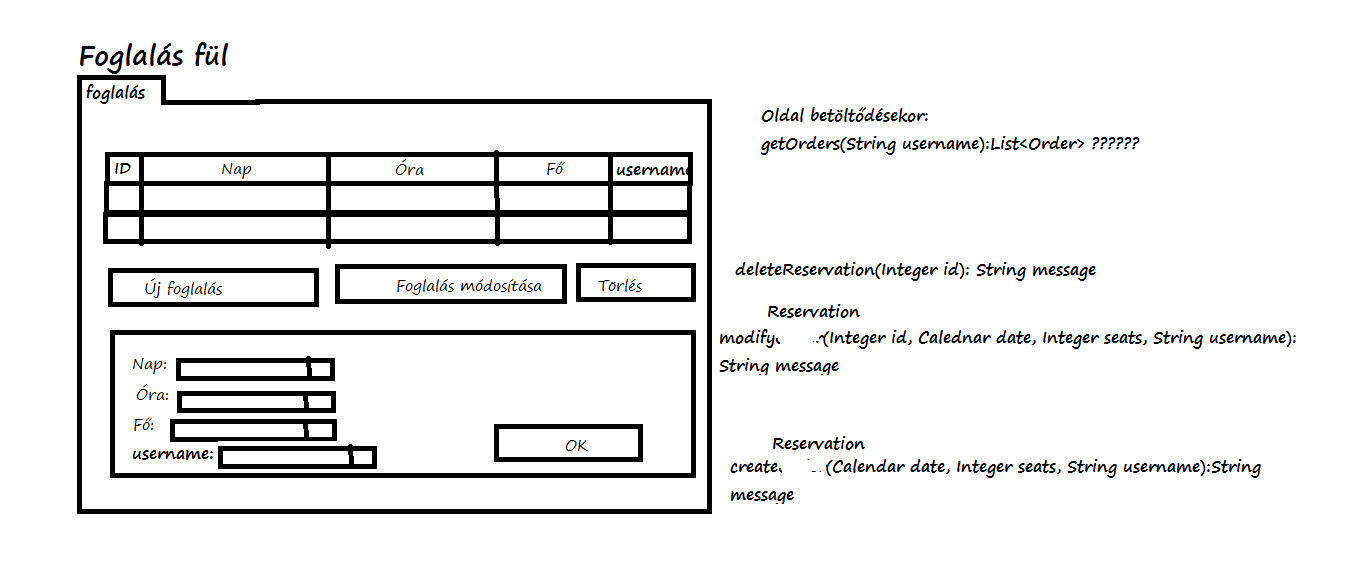 Foglalás fül
foglalás
ID Nap Óra Fő username
Új foglalás Foglalás módosítása Törlés
Nap:
Óra:
Fő:
username:
OK
Oldal betöltődésekor:
getOrders(String username):List<Order> ??????
deleteReservation(Integer id): String message
Reservation
modify (Integer id, Calednar date, Integer seats, String username):
String message
Reservation
create (Calendar date, Integer seats, String username):String
message